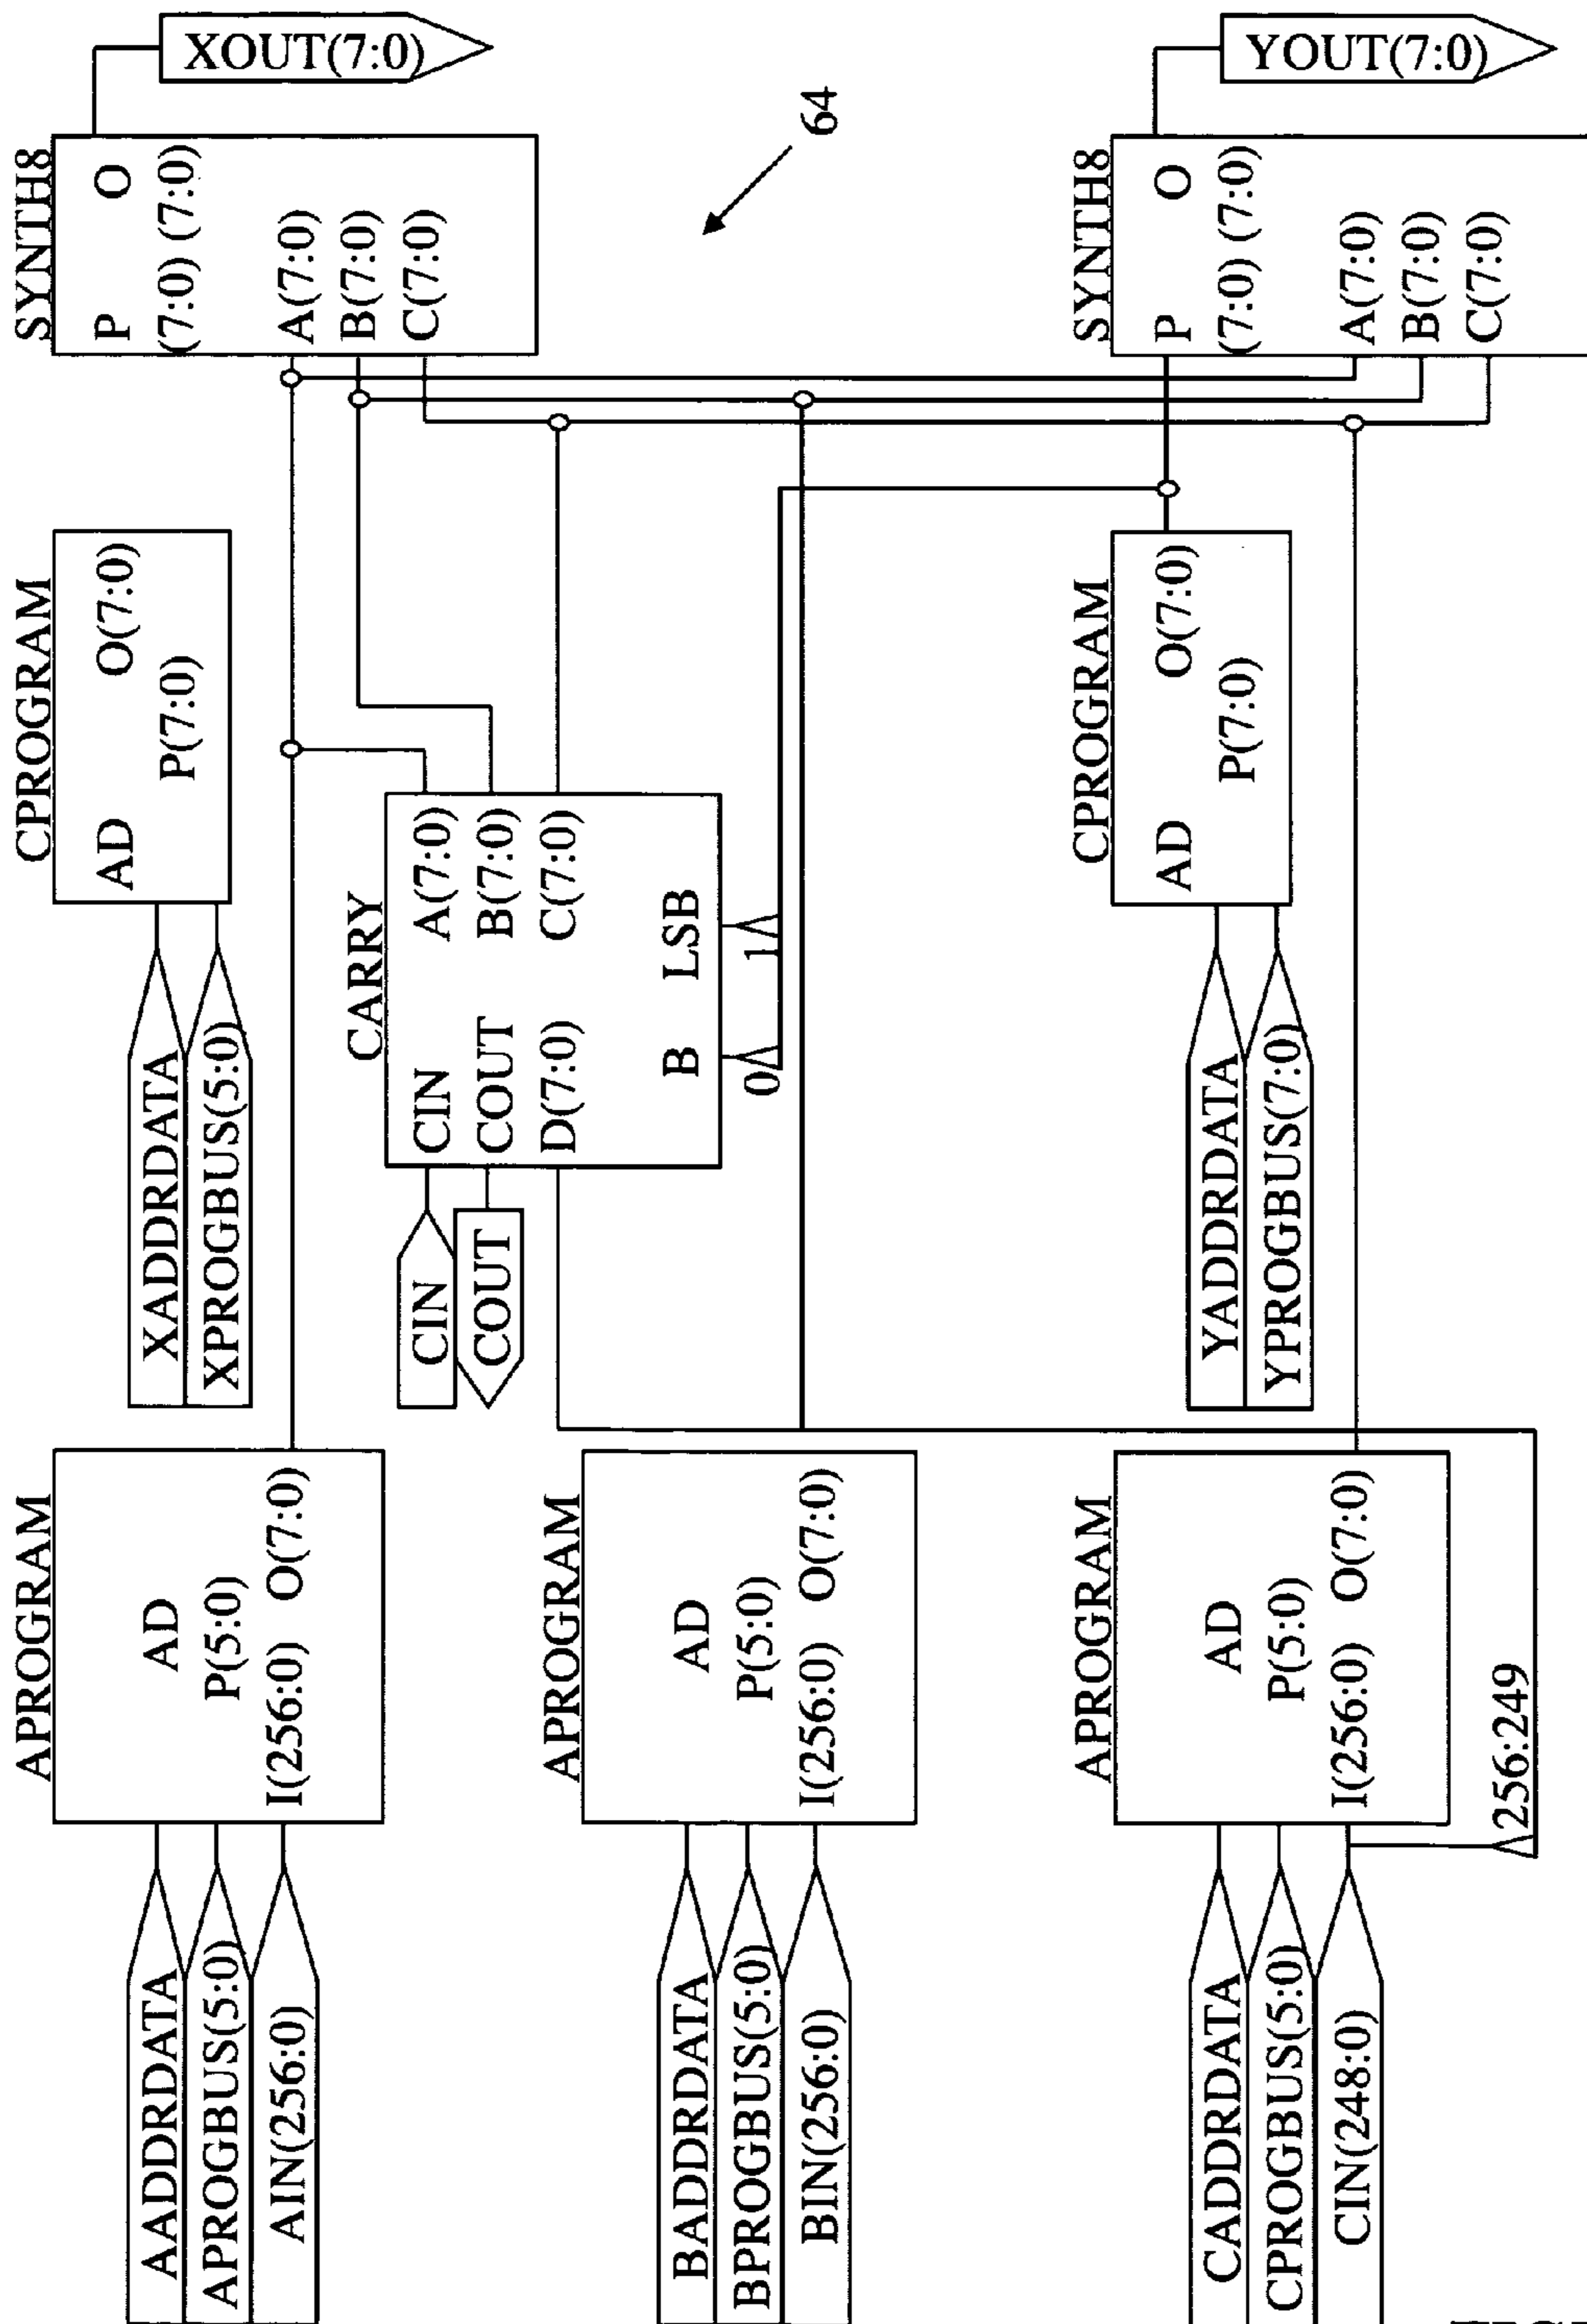 APROGRAM
AADDRDATA
APROGBUS(5:0)
AIN(256:0)
AD
P(5:0)
I(256:0) O(7:0)
XADDRDATA
XPROGBUS(5:0)
CPROGRAM
AD O(7:0)
P(7:0)
SYNTH8
P O
(7:0) (7:0)
A(7:0)
B(7:0)
C(7:0)
XOUT(7:0)
CIN
COUT
CARRY
CIN A(7:0)
COUT B(7:0)
D(7:0) C(7:0)
B LSB
0 1
64
APROGRAM
BADDRDATA
BPROGBUS(5:0)
BIN(256:0)
AD
P(5:0)
I(256:0) O(7:0)
APROGRAM
CADDRDATA
CPROGBUS(5:0)
CIN(248:0)
AD
P(5:0)
I(256:0) O(7:0)
256:249
YADDRDATA
YPROGBUS(7:0)
CPROGRAM
AD O(7:0)
P(7:0)
SYNTH8
P O
(7:0) (7:0)
A(7:0)
B(7:0)
C(7:0)
YOUT(7:0)